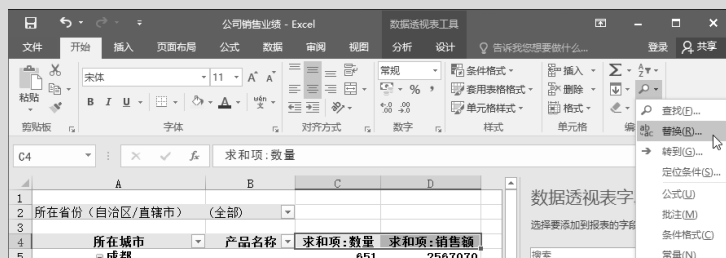 公司销售业绩 - Excel
数据透视表工具
文件 开始 插入 页面布局 公式 数据 审阅 视图 分析 设计 告诉我您想要做什么... 登录 共享
粘贴 宋体 11 A A 常规 条件格式 插入 Σ
B I U A wén 文 % , 套用表格格式 删除
单元格样式 格式
剪贴板 字体 对齐方式 数字 样式 单元格 编
查找(F)...
替换(R)...
转到(G)...
定位条件(S)...
公式(U)
批注(M)
条件格式(C)
常量(N)
C4 fx 求和项:数量
A B C D
1
2 所在省份（自治区/直辖市） (全部)
3
4 所在城市 产品名称 求和项:数量 求和项:销售额
5 成都 651 2567070
数据透视表字
选择要添加到报表的字段
搜索